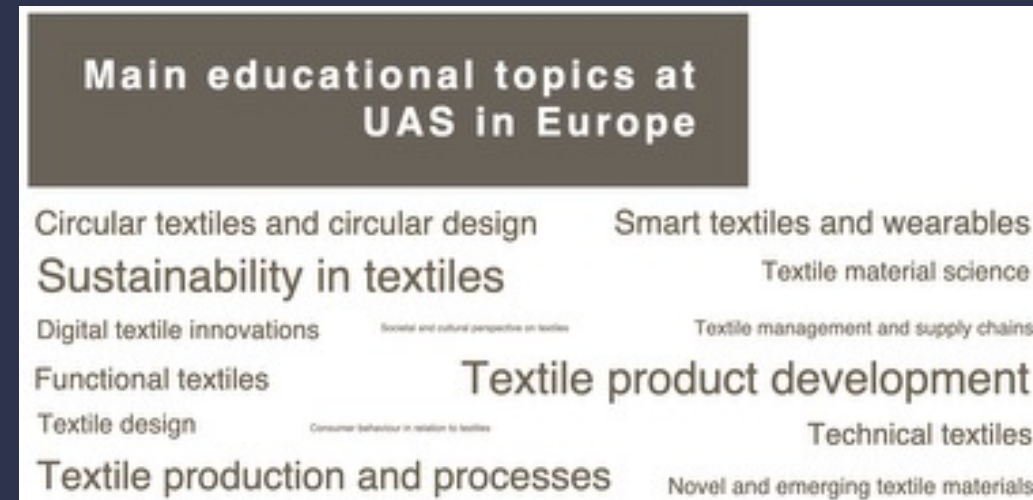 Main educational topics at
UAS in Europe
Circular textiles and circular design
Smart textiles and wearables
Sustainability in textiles
Textile material science
Digital textile innovations
Societal and cultural perspective on textiles
Textile management and supply chains
Functional textiles
Textile product development
Textile design
Consumer behaviour in relation to textiles
Technical textiles
Textile production and processes
Novel and emerging textile materials